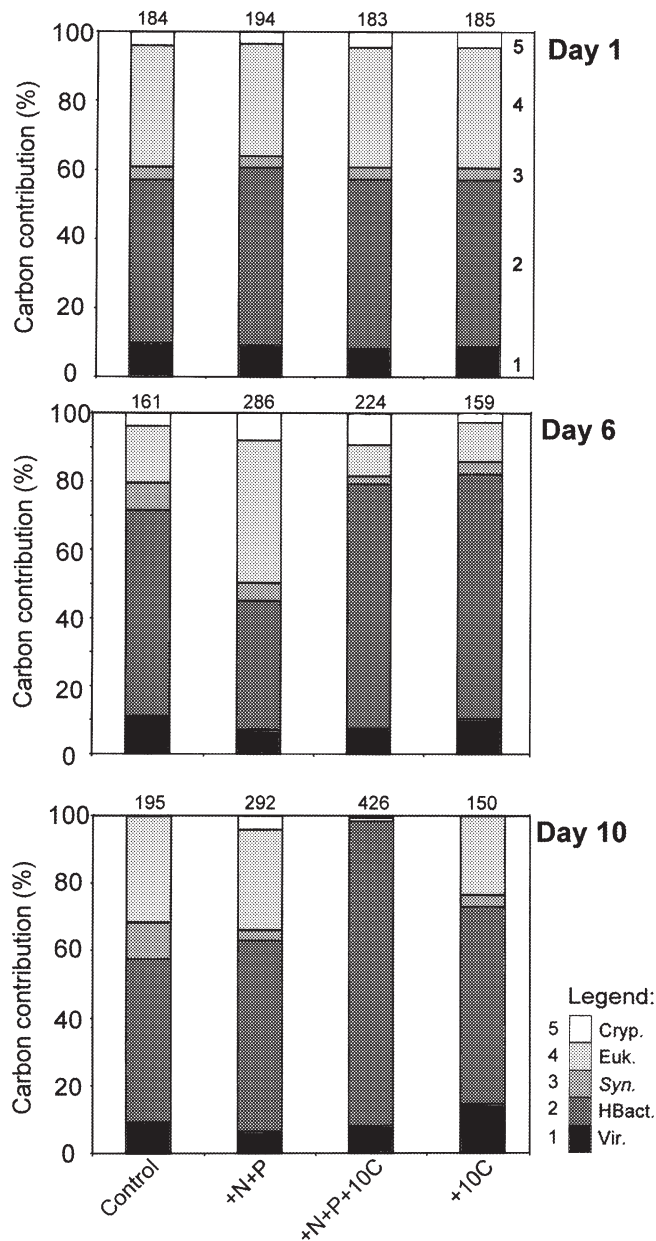 184 194 183 185
Day 1
Carbon contribution (%)
100
80
60
40
20
0
5
4
3
2
1
161 286 224 159
Day 6
Carbon contribution (%)
100
80
60
40
20
0
195 292 426 150
Day 10
Carbon contribution (%)
100
80
60
40
20
0
Control +N+P +N+P+10C +10C
Legend:
5 Cryp.
4 Euk.
3 Syn.
2 HBact.
1 Vir.